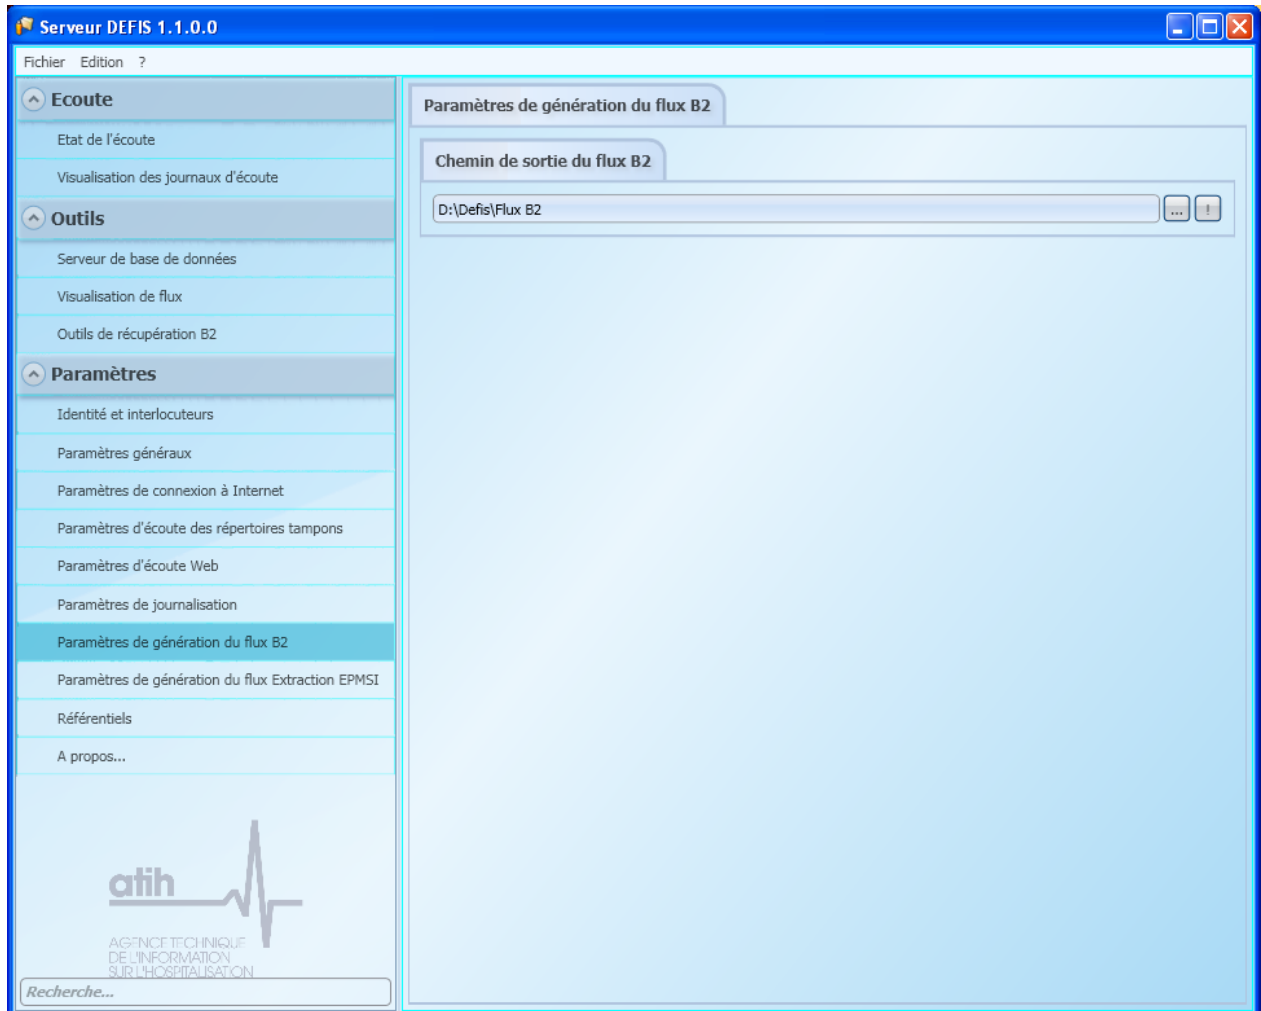 Serveur DEFIS 1.1.0.0
Fichier Edition ?
Ecoute
Etat de l'écoute
Visualisation des journaux d'écoute
Outils
Serveur de base de données
Visualisation de flux
Outils de récupération B2
Paramètres
Identité et interlocuteurs
Paramètres généraux
Paramètres de connexion à Internet
Paramètres d'écoute des répertoires tampons
Paramètres d'écoute Web
Paramètres de journalisation
Paramètres de génération du flux B2
Paramètres de génération du flux Extraction EPMSI
Référentiels
A propos...
atih
AGENCE TECHNIQUE
DE L'INFORMATION
SUR L'HOSPITALISATION
Recherche...
Paramètres de génération du flux B2
Chemin de sortie du flux B2
D:\Defis\Flux B2
... !